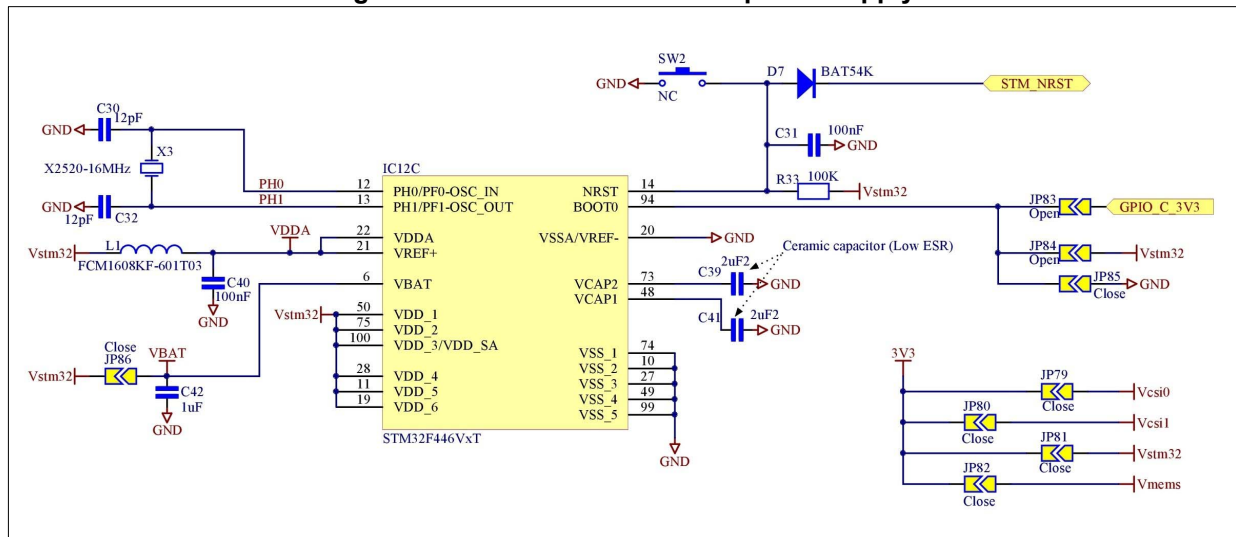 SW2
GND
NC
D7
BAT54K
STM_NRST
C31
100nF
GND
R33
100K
Vstm32
C30
12pF
GND
X3
X2520-16MHz
GND
12pF
C32
PH0
PH1
IC12C
12
PH0/PF0-OSC_IN
13
PH1/PF1-OSC_OUT
22
VDDA
21
VREF+
6
VBAT
50
VDD_1
75
VDD_2
100
VDD_3/VDD_SA
28
VDD_4
11
VDD_5
19
VDD_6
NRST
14
BOOT0
94
VSSA/VREF-
20
GND
VCAP2
73
VCAP1
48
VSS_1
74
VSS_2
10
VSS_3
27
VSS_4
49
VSS_5
99
GND
STM32F446VxT
VDDA
Vstm32
L1
FCM1608KF-601T03
C40
100nF
GND
Vstm32
Close
JP86
VBAT
Vstm32
C42
1uF
GND
Ceramic capacitor (Low ESR)
C39
2uF2
GND
C41
2uF2
GND
JP83
Open
GPIO_C_3V3
JP84
Open
Vstm32
JP85
Close
GND
3V3
JP79
Close
Vcsi0
JP80
Close
Vcsi1
JP81
Close
Vstm32
JP82
Close
Vmems